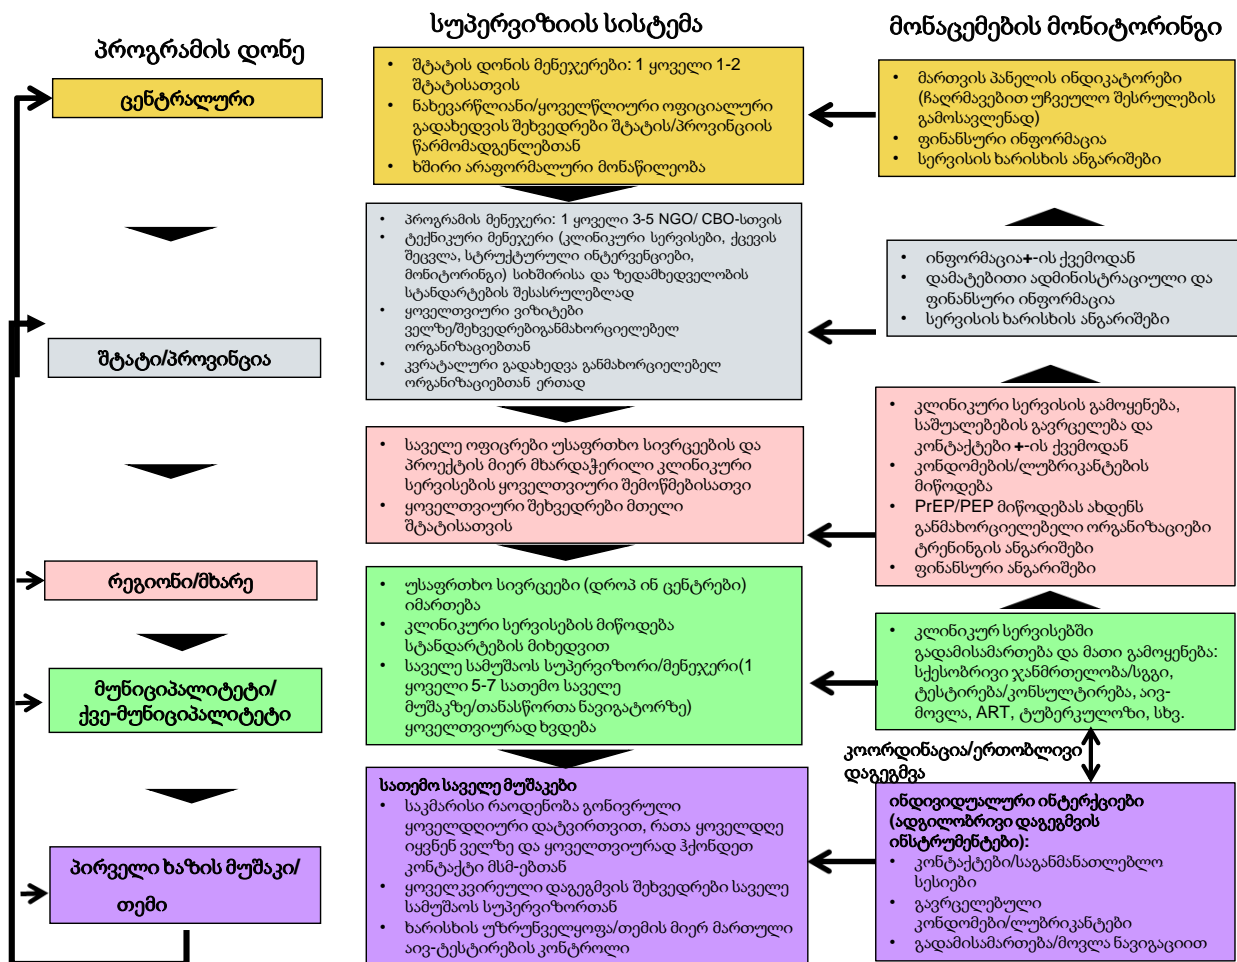 პროგრამის დონე
ცენტრალური
შტატი/პროვინცია
რეგიონი/მხარე
მუნიციპალიტეტი/
ქვე-მუნიციპალიტეტი
პირველი ხაზის მუშაკი/
თემი
სუპერვიზიის სისტემა
• შტატის დონის მენეჯერები: 1 ყოველი 1-2
შტატისათვის
• ნახევარწლიანი/ყოველწლიური ოფიციალური
გადახედვის შეხვედრები შტატის/პროვინციის
წარმომადგენლებთან
• ხშირი არაფორმალური მონაწილეობა
• პროგრამის მენეჯერი: 1 ყოველი 3-5 NGO/ CBO-სთვის
• ტექნიკური მენეჯერი (კლინიკური სერვისები, ქცევის
შეცვლა, სტრუქტურული ინტერვენციები,
მონიტორინგი) სიხშირისა და ზედამხედველობის
სტანდარტების შესასრულებლად
• ყოველთვიური ვიზიტები
ველზე/შეხვედრებიგანმახორციელებელ
ორგანიზაციებთან
• კვრატალური გადახედვა განმახორციელებელ
ორგანიზაციებთან ერთად
• საველე ოფიცრები უსაფრთხო სივრცეების და
პროექტის მიერ მხარდაჭერილი კლინიკური
სერვისების ყოველთვიური შემოწმებისათვი
• ყოველთვიური შეხვედრები მთელი
შტატისათვის
• უსაფრთხო სივრცეები (დროპ ინ ცენტრები)
იმართება
• კლინიკური სერვისების მიწოდება
სტანდარტების მიხედვით
• საველე სამუშაოს სუპერვიზორი/მენეჯერი(1
ყოველი 5-7 სათემო საველე
მუშაკზე/თანასწორთა ნავიგატორზე)
ყოველთვიურად ხვდება
სათემო საველე მუშაკები
• საკმარისი რაოდენობა გონივრული
ყოველდღიური დატვირთვით, რათა ყოველდღე
იყვნენ ველზე და ყოველთვიურად ჰქონდეთ
კონტაქტი მსმ-ებთან
• ყოველკვირეული დაგეგმვის შეხვედრები საველე
სამუშაოს სუპერვიზორთან
• ხარისხის უზრუნველყოფა/თემის მიერ მართული
აივ-ტესტირების კონტროლი
მონაცემების მონიტორინგი
• მართვის პანელის ინდიკატორები
(ჩაღრმავებით უჩვეულო შესრულების
გამოსავლენად)
• ფინანსური ინფორმაცია
• სერვისის ხარისხის ანგარიშები
• ინფორმაცია+-ის ქვემოდან
• დამატებითი ადმინისტრაციული და
ფინანსური ინფორმაცია
• სერვისის ხარისხის ანგარიშები
• კლინიკური სერვისის გამოყენება,
საშუალებების გავრცელება და
კონტაქტები +-ის ქვემოდან
• კონდომების/ლუბრიკანტების
მიწოდება
• PrEP/PEP მიწოდებას ახდენს
განმახორციელებელი ორგანიზაციები
ტრენინგის ანგარიშები
• ფინანსური ანგარიშები
• კლინიკურ სერვისებში
გადამისამართება და მათი გამოყენება:
სქესობრივი ჯანმრთელობა/სგგი,
ტესტირება/კონსულტირება, აივ-
მოვლა, ART, ტუბერკულოზი, სხვ.
კოორდინაცია/ერთობლივი
დაგეგმვა
ინდივიდუალური ინტერქციები
(ადგილობრივი დაგეგმვის
ინსტრუმენტები):
• კონტაქტები/საგანმანათლებლო
სესიები
• გავრცელებული
კონდომები/ლუბრიკანტები
• გადამისამართება/მოვლა ნავიგაციით